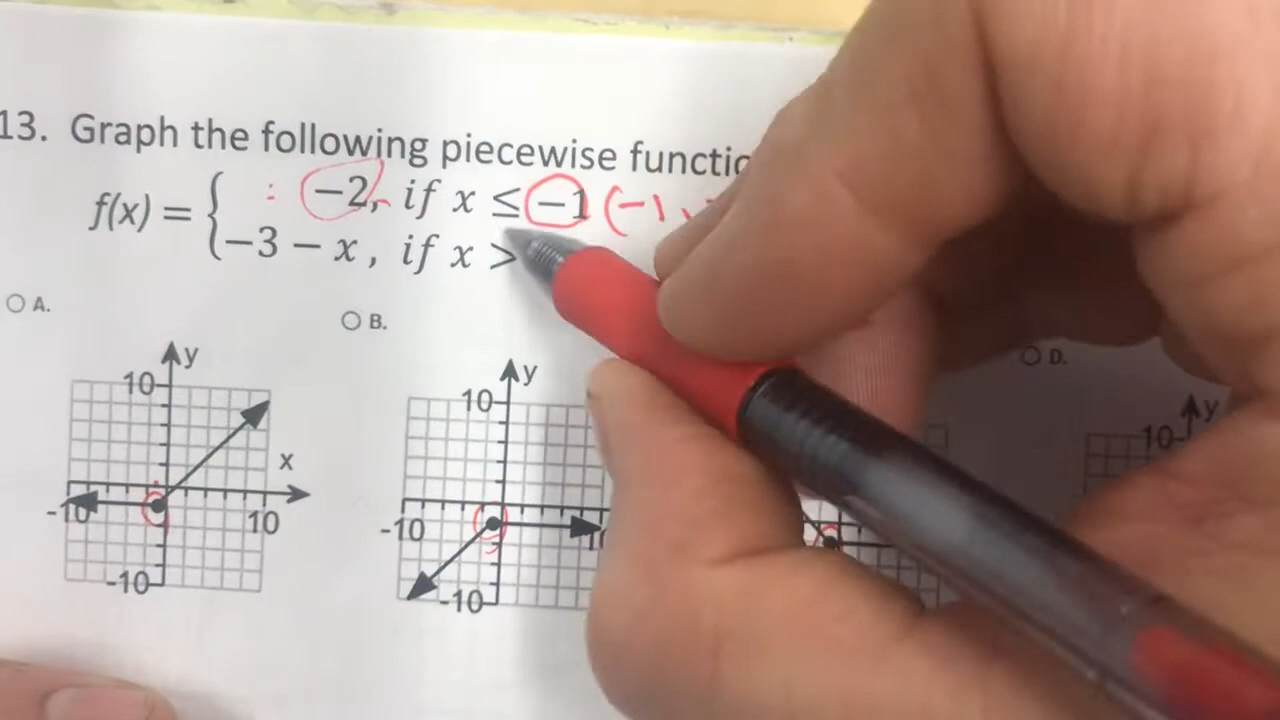 13. Graph the following piecewise functio
f(x) = { : −2, if x ≤ −1 (−1,
−3 − x, if x >
A.
B.
D.
10 y
x
-10 10
-10
10 y
-10
-10
10 y